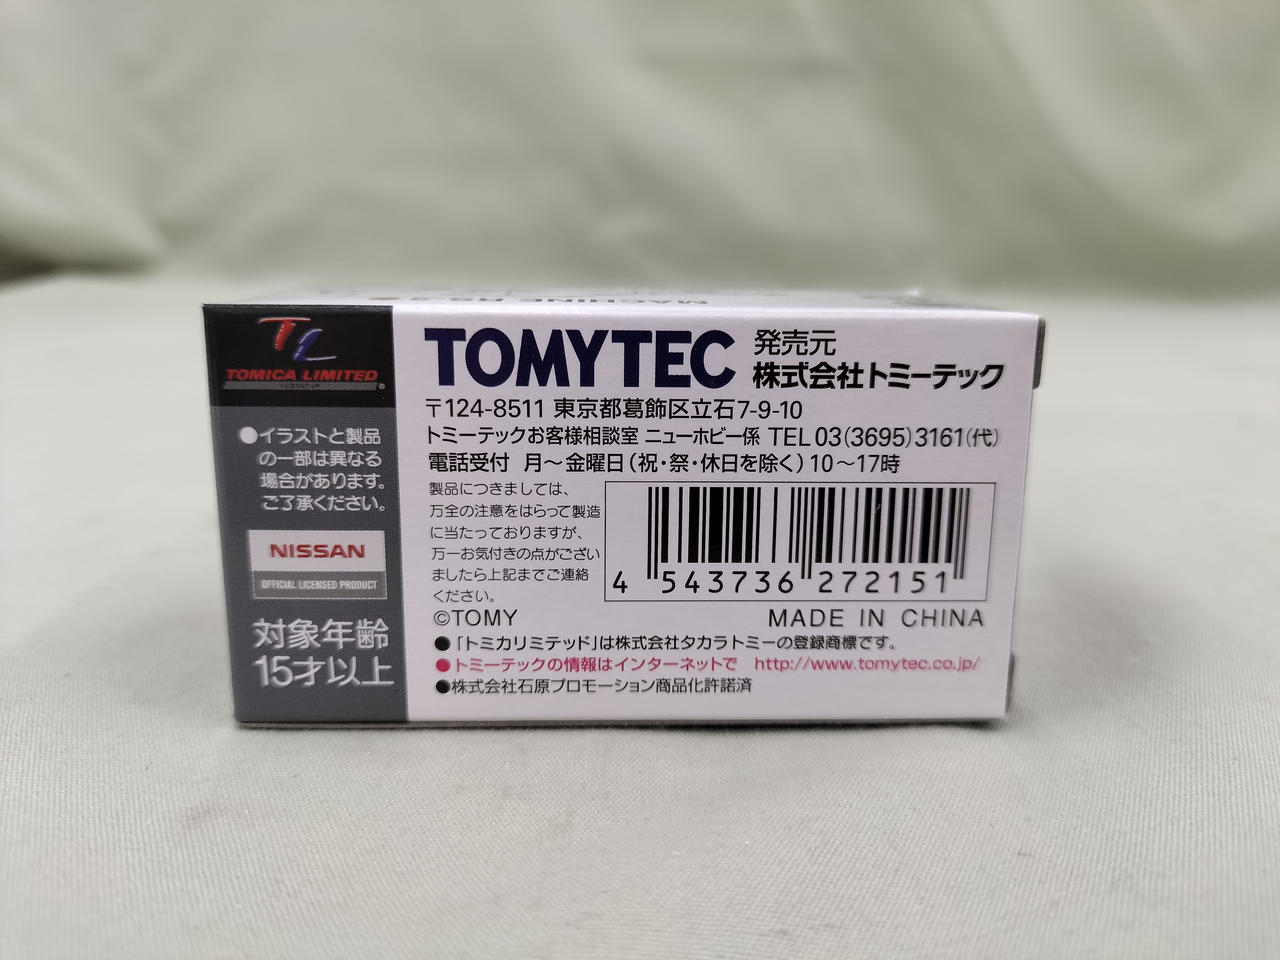 MACHINE RS-
TL
TOMICA LIMITED
トミカリミテッド
®
●イラストと製品
の一部は異なる
場合があります。
ご了承ください。
NISSAN
OFFICIAL LICENSED PRODUCT
対象年齢
15才以上
TOMYTEC 発売元
株式会社トミーテック
〒124-8511 東京都葛飾区立石7-9-10
トミーテックお客様相談室 ニューホビー係 TEL 03(3695)3161(代)
電話受付 月〜金曜日(祝・祭・休日を除く)10〜17時
製品につきましては、
万全の注意をはらって製造
に当たっておりますが、
万一お気付きの点がござい
ましたら上記までご連絡
ください。
4 543736 272151
©TOMY MADE IN CHINA
●「トミカリミテッド」は株式会社タカラトミーの登録商標です。
●トミーテックの情報はインターネットで http://www.tomytec.co.jp/
●株式会社石原プロモーション商品化許諾済